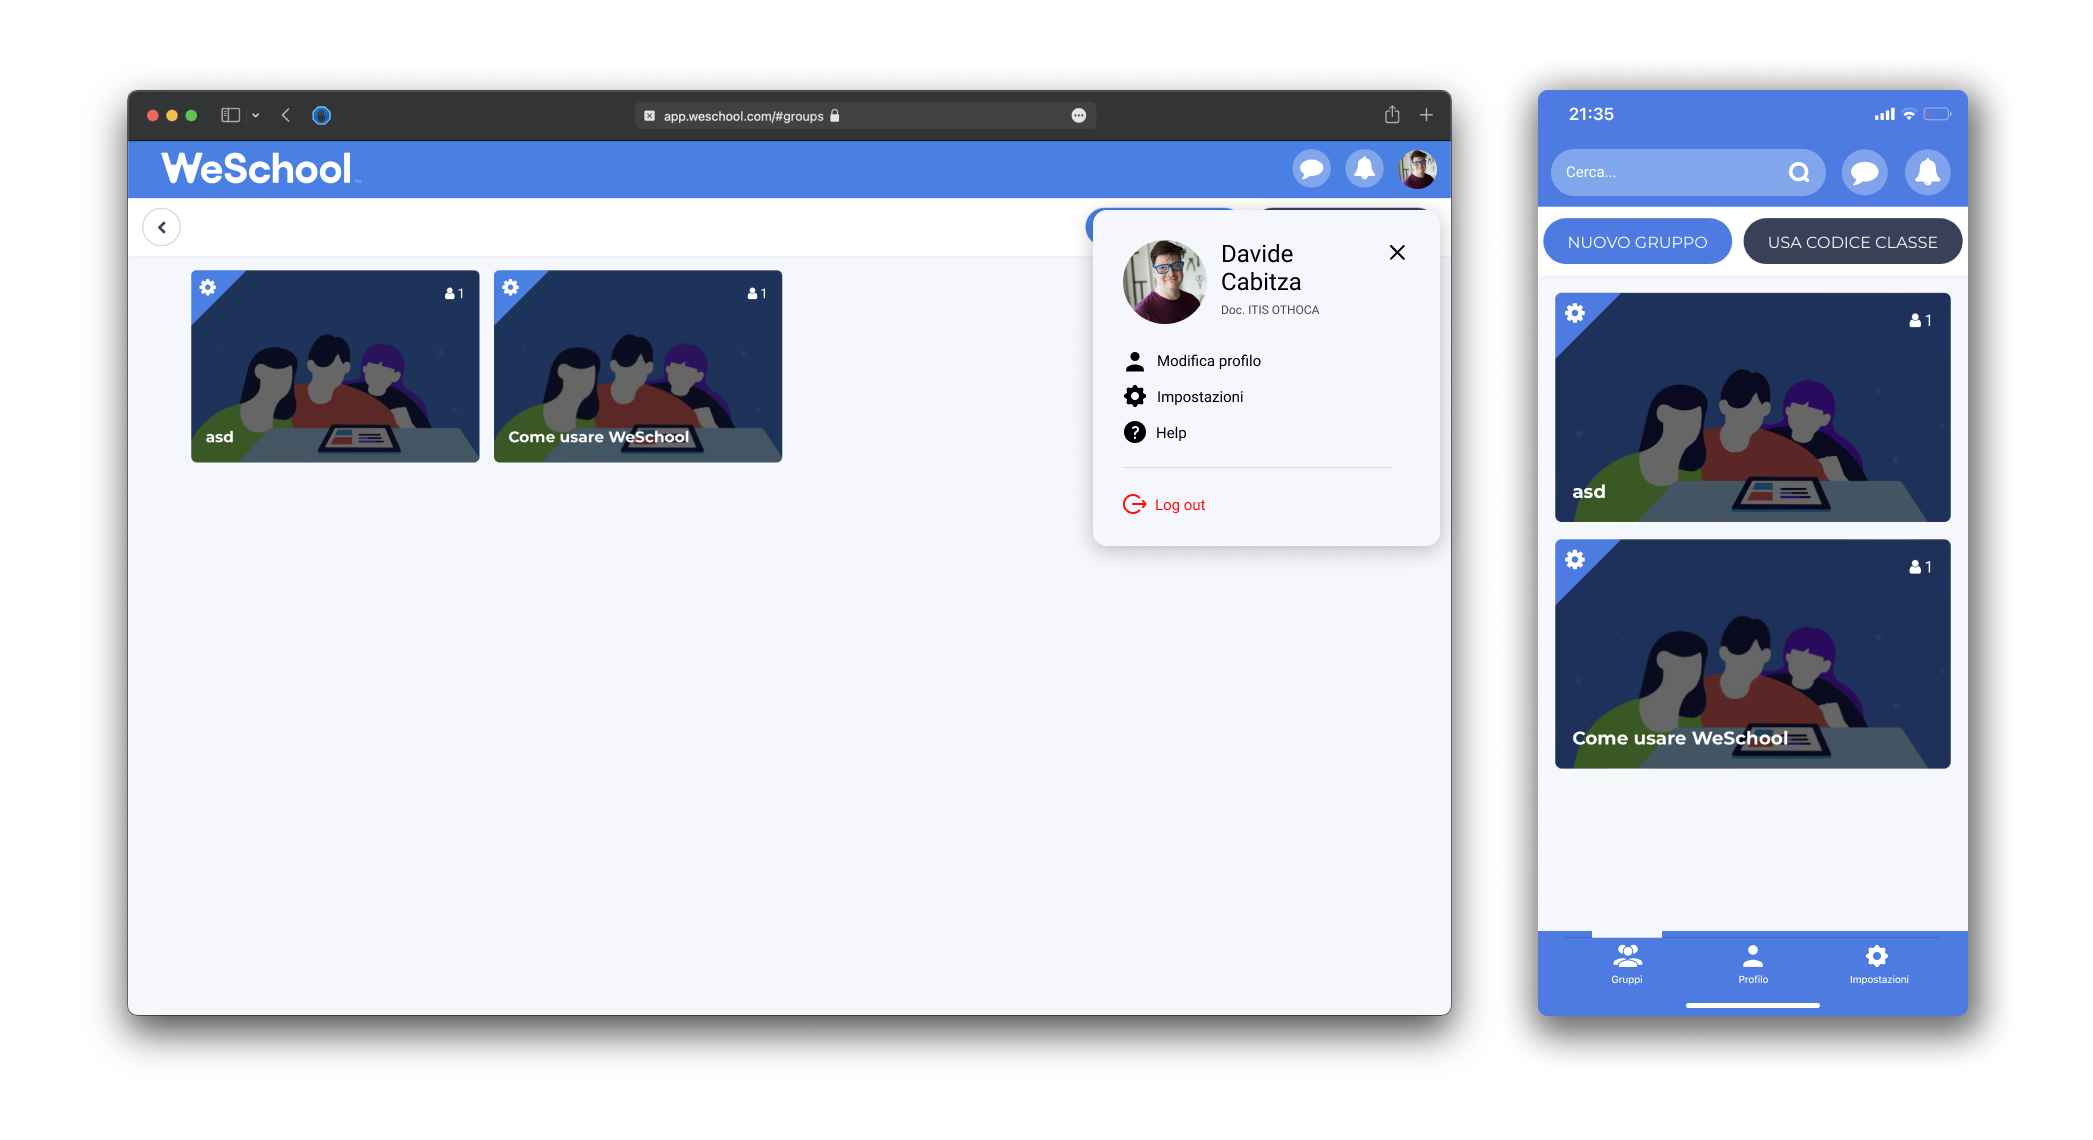 app.weschool.com/#groups
WeSchool
1
asd
1
Come usare WeSchool
Davide
Cabitza
Doc. ITIS OTHOCA
Modifica profilo
Impostazioni
Help
Log out
21:35
Cerca...
NUOVO GRUPPO
USA CODICE CLASSE
1
asd
1
Come usare WeSchool
Gruppi
Profilo
Impostazioni